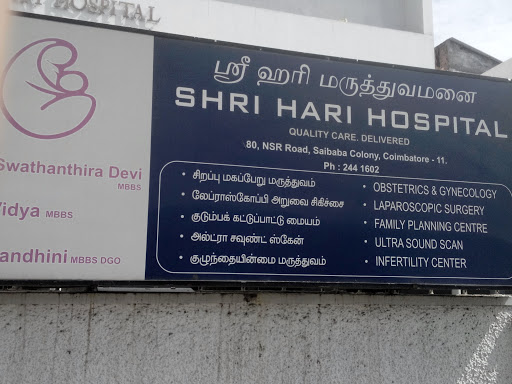 HOSPITAL
Swathanthira Devi
MBBS
Vidya MBBS
andhini MBBS DGO
ஸ்ரீ ஹரி மருத்துவமனை
SHRI HARI HOSPITAL
QUALITY CARE. DELIVERED
80, NSR Road, Saibaba Colony, Coimbatore - 11.
Ph : 244 1602
• சிறப்பு மகப்பேறு மருத்துவம்
• லேப்ராஸ்கோப்பி அறுவை சிகிச்சை
• குடும்பக் கட்டுப்பாட்டு மையம்
• அல்ட்ரா சவுண்ட் ஸ்கேன்
• குழந்தையின்மை மருத்துவம்
• OBSTETRICS & GYNECOLOGY
• LAPAROSCOPIC SURGERY
• FAMILY PLANNING CENTRE
• ULTRA SOUND SCAN
• INFERTILITY CENTER